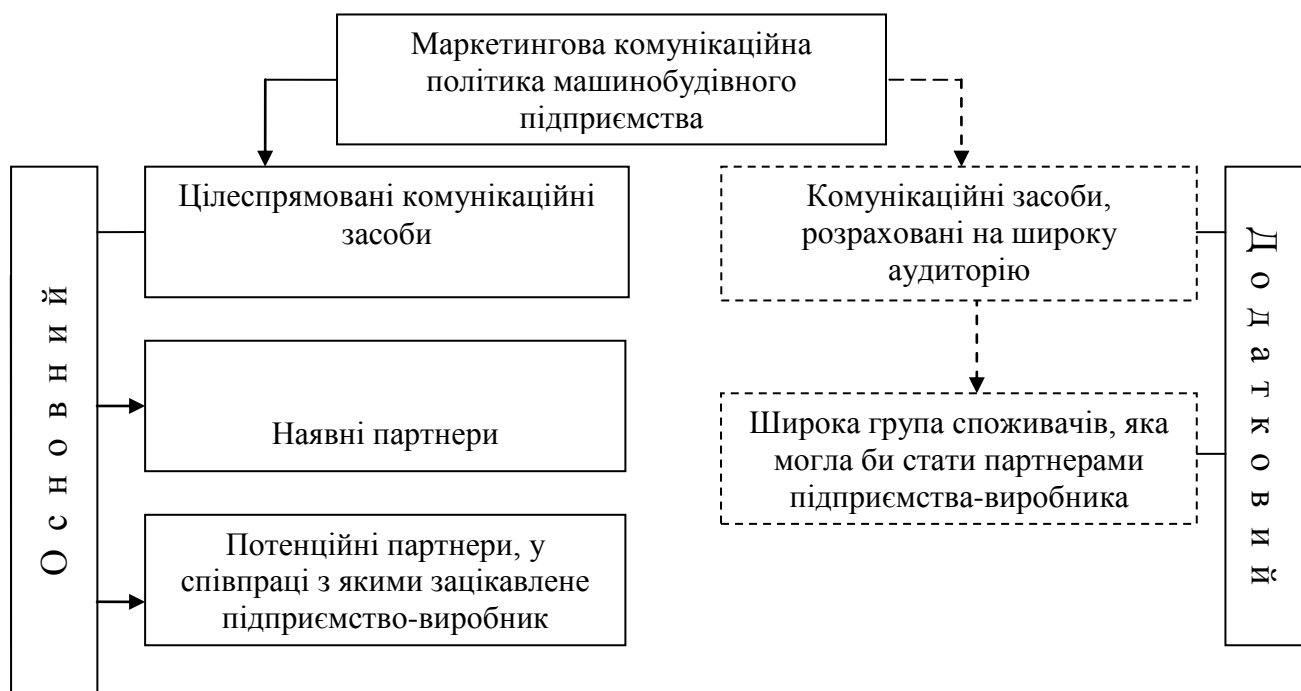 Маркетингова комунікаційна
політика машинобудівного
підприємства
Основний
Цілеспрямовані комунікаційні
засоби
Наявні партнери
Потенційні партнери, у
співпраці з якими зацікавлене
підприємство-виробник
Комунікаційні засоби,
розраховані на широку
аудиторію
Широка група споживачів, яка
могла би стати партнерами
підприємства-виробника
Додатковий